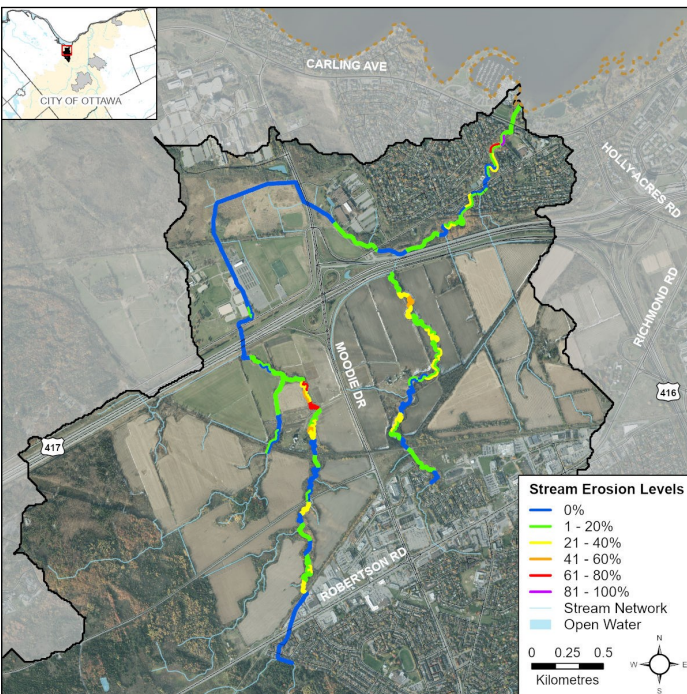 CITY OF OTTAWA
CARLING AVE
HOLLY ACRES RD
RICHMOND RD
416
MOODIE DR
417
ROBERTSON RD
Stream Erosion Levels
0%
1 - 20%
21 - 40%
41 - 60%
61 - 80%
81 - 100%
Stream Network
Open Water
0 0.25 0.5
Kilometres
N
W E
S